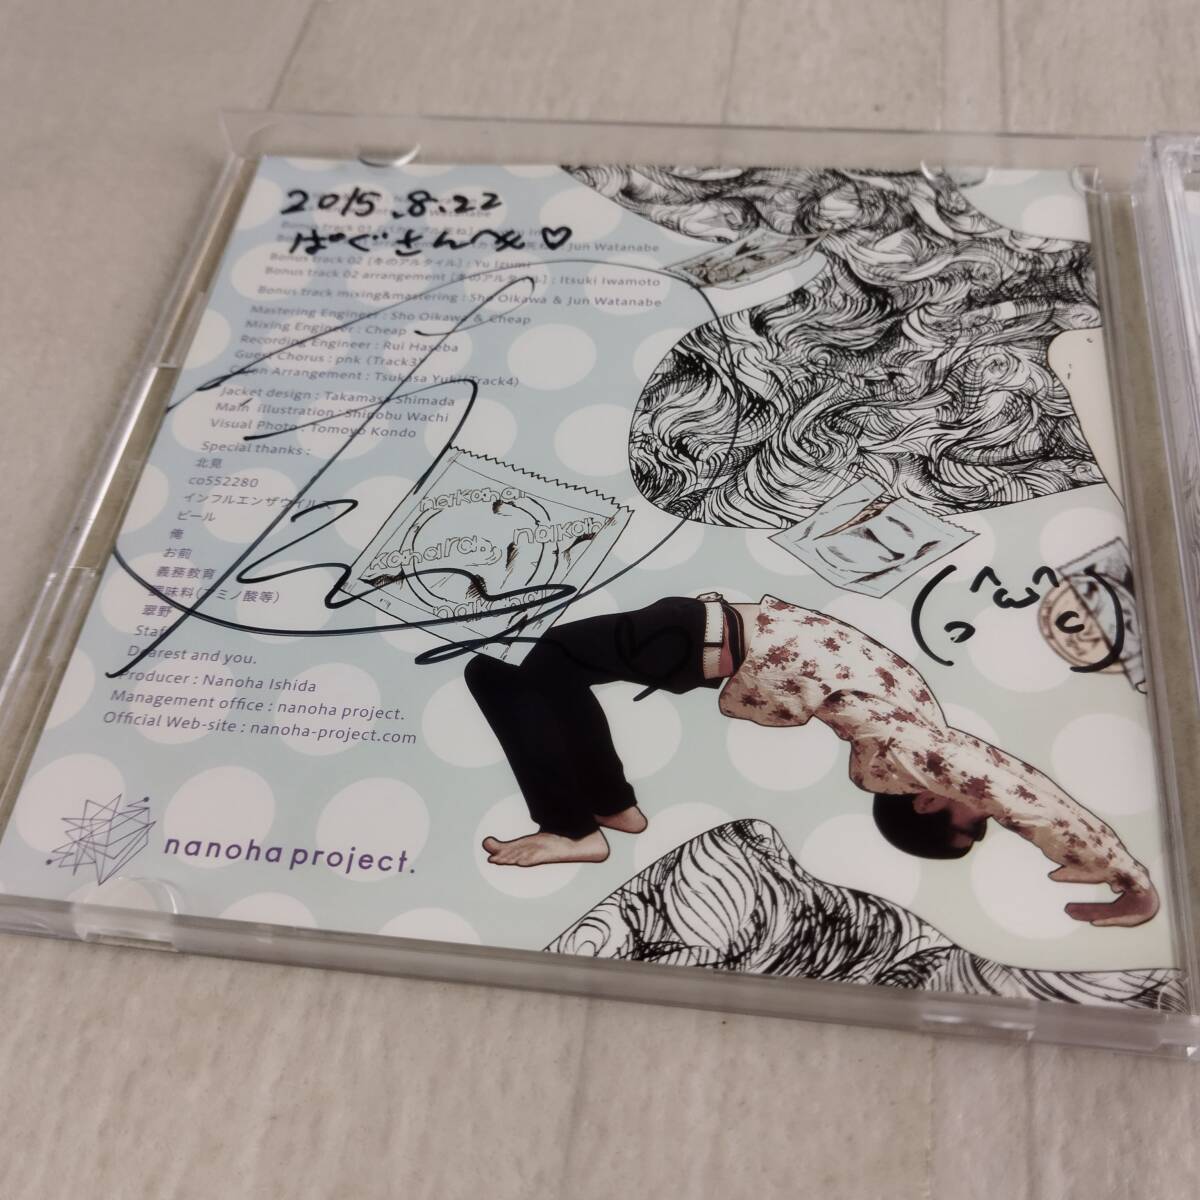 2015.8.22
ばぐさんへ♡
Jun Watanabe
Bonus track 02 [冬のアルタイル] : Yu Izumi
Bonus track 02 arrangement [冬のアルタイル] : Itsuki Iwamoto
Bonus track mixing&mastering : Sho Oikawa & Jun Watanabe
Mastering Engineer : Sho Oikawa & Cheap
Mixing Engineer : Cheap
Recording Engineer : Rui Haseba
Guest Chorus : pnk (Track3)
Arrangement : Tsukasa Yuki (Track4)
Jacket design : Takamasa Shimada
Main illustration : Shinobu Wachi
Visual Photo : Tomoyo Kondo
Special thanks :
北見
co552280
インフルエンザウイルス
ビール
俺
お前
義務教育
調味料(アミノ酸等)
翠野
Staff
Dearest and you.
Producer : Nanoha Ishida
Management office : nanoha project.
Official Web-site : nanoha-project.com
nanoha project.